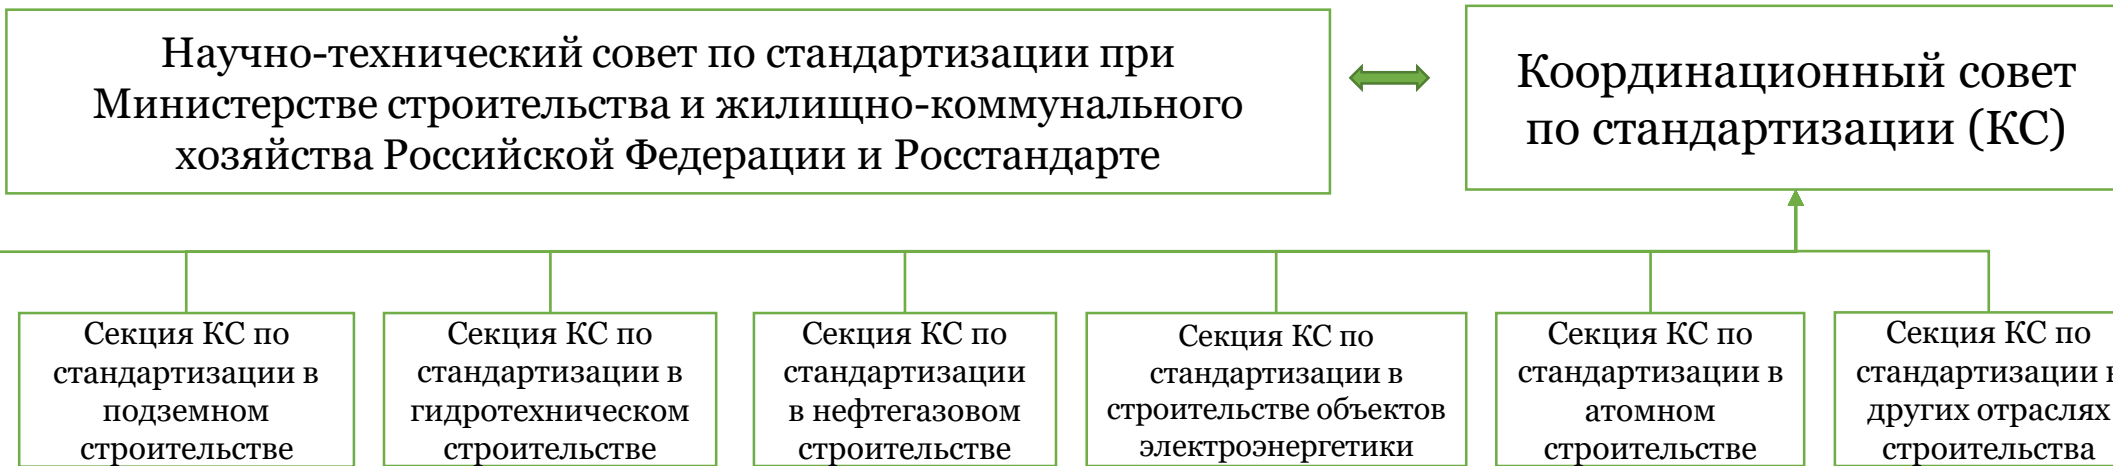 Научно-технический совет по стандартизации при
Министерстве строительства и жилищно-коммунального
хозяйства Российской Федерации и Росстандарте
Координационный совет
по стандартизации (КС)
Секция КС по
стандартизации в
подземном
строительстве
Секция КС по
стандартизации в
гидротехническом
строительстве
Секция КС по
стандартизации
в нефтегазовом
строительстве
Секция КС по
стандартизации в
строительстве объектов
электроэнергетики
Секция КС по
стандартизации в
атомном
строительстве
Секция КС по
стандартизации в
других отраслях
строительства